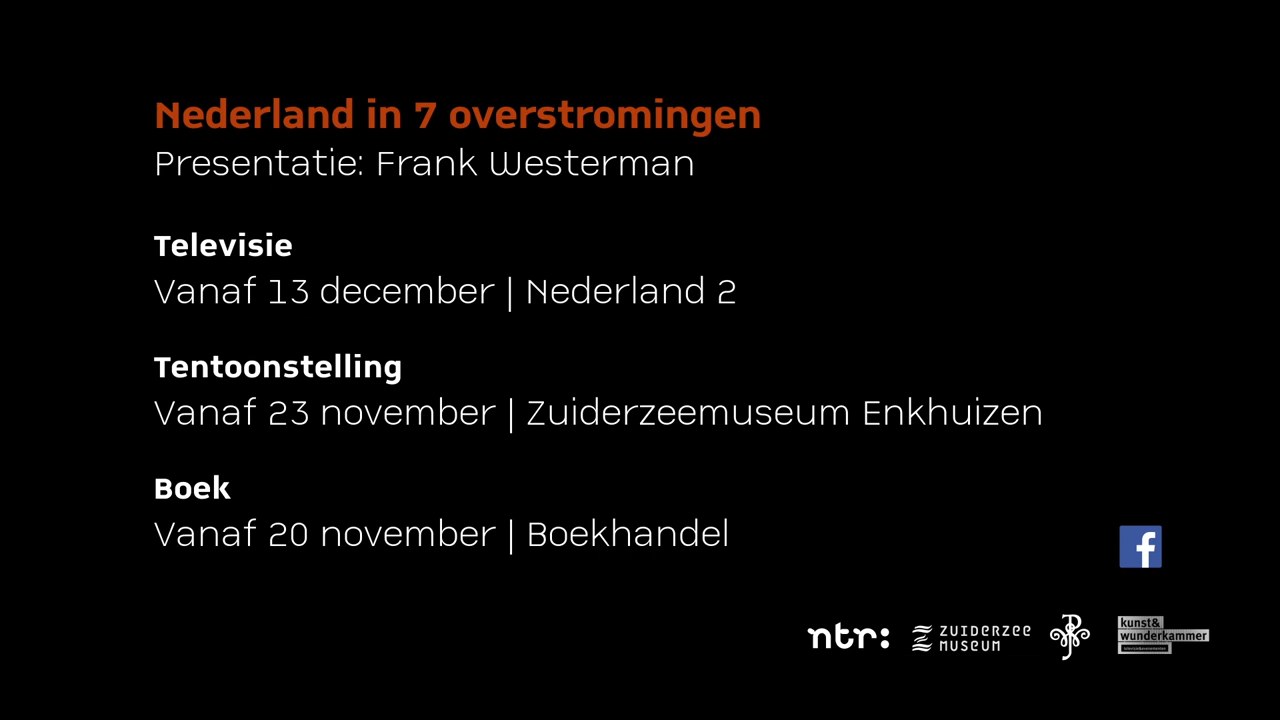 Nederland in 7 overstromingen
Presentatie: Frank Westerman
Televisie
Vanaf 13 december | Nederland 2
Tentoonstelling
Vanaf 23 november | Zuiderzeemuseum Enkhuizen
Boek
Vanaf 20 november | Boekhandel
ntr:
ZUIDERZEE
MUSEUM
kunst&
wunderkammer